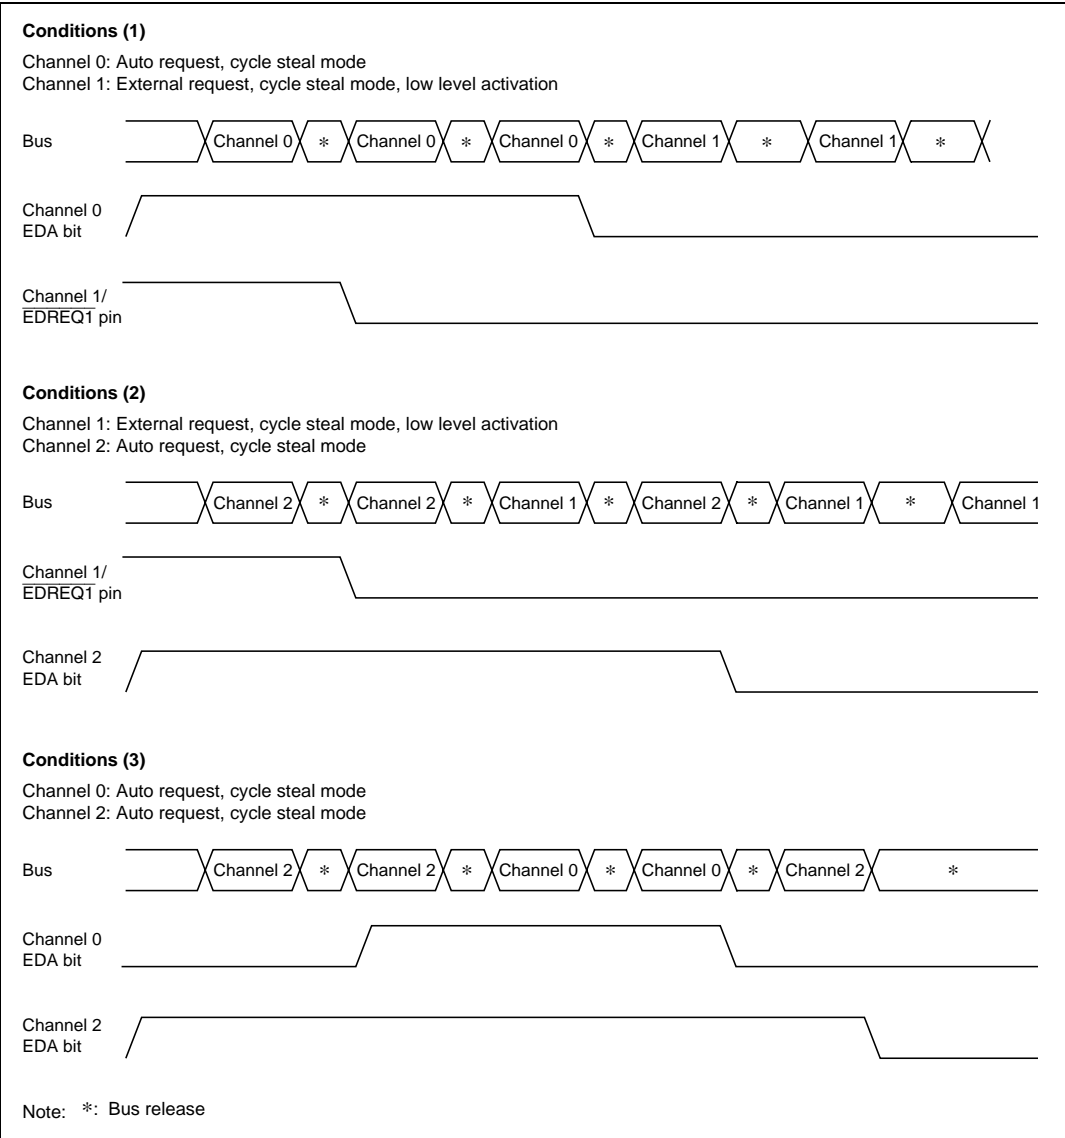 Conditions (1)
Channel 0: Auto request, cycle steal mode
Channel 1: External request, cycle steal mode, low level activation
Bus Channel 0 * Channel 0 * Channel 0 * Channel 1 * Channel 1 *
Channel 0
EDA bit
Channel 1/
EDREQ1 pin
Conditions (2)
Channel 1: External request, cycle steal mode, low level activation
Channel 2: Auto request, cycle steal mode
Bus Channel 2 * Channel 2 * Channel 1 * Channel 2 * Channel 1 * Channel 1
Channel 1/
EDREQ1 pin
Channel 2
EDA bit
Conditions (3)
Channel 0: Auto request, cycle steal mode
Channel 2: Auto request, cycle steal mode
Bus Channel 2 * Channel 2 * Channel 0 * Channel 0 * Channel 2 *
Channel 0
EDA bit
Channel 2
EDA bit
Note: *: Bus release